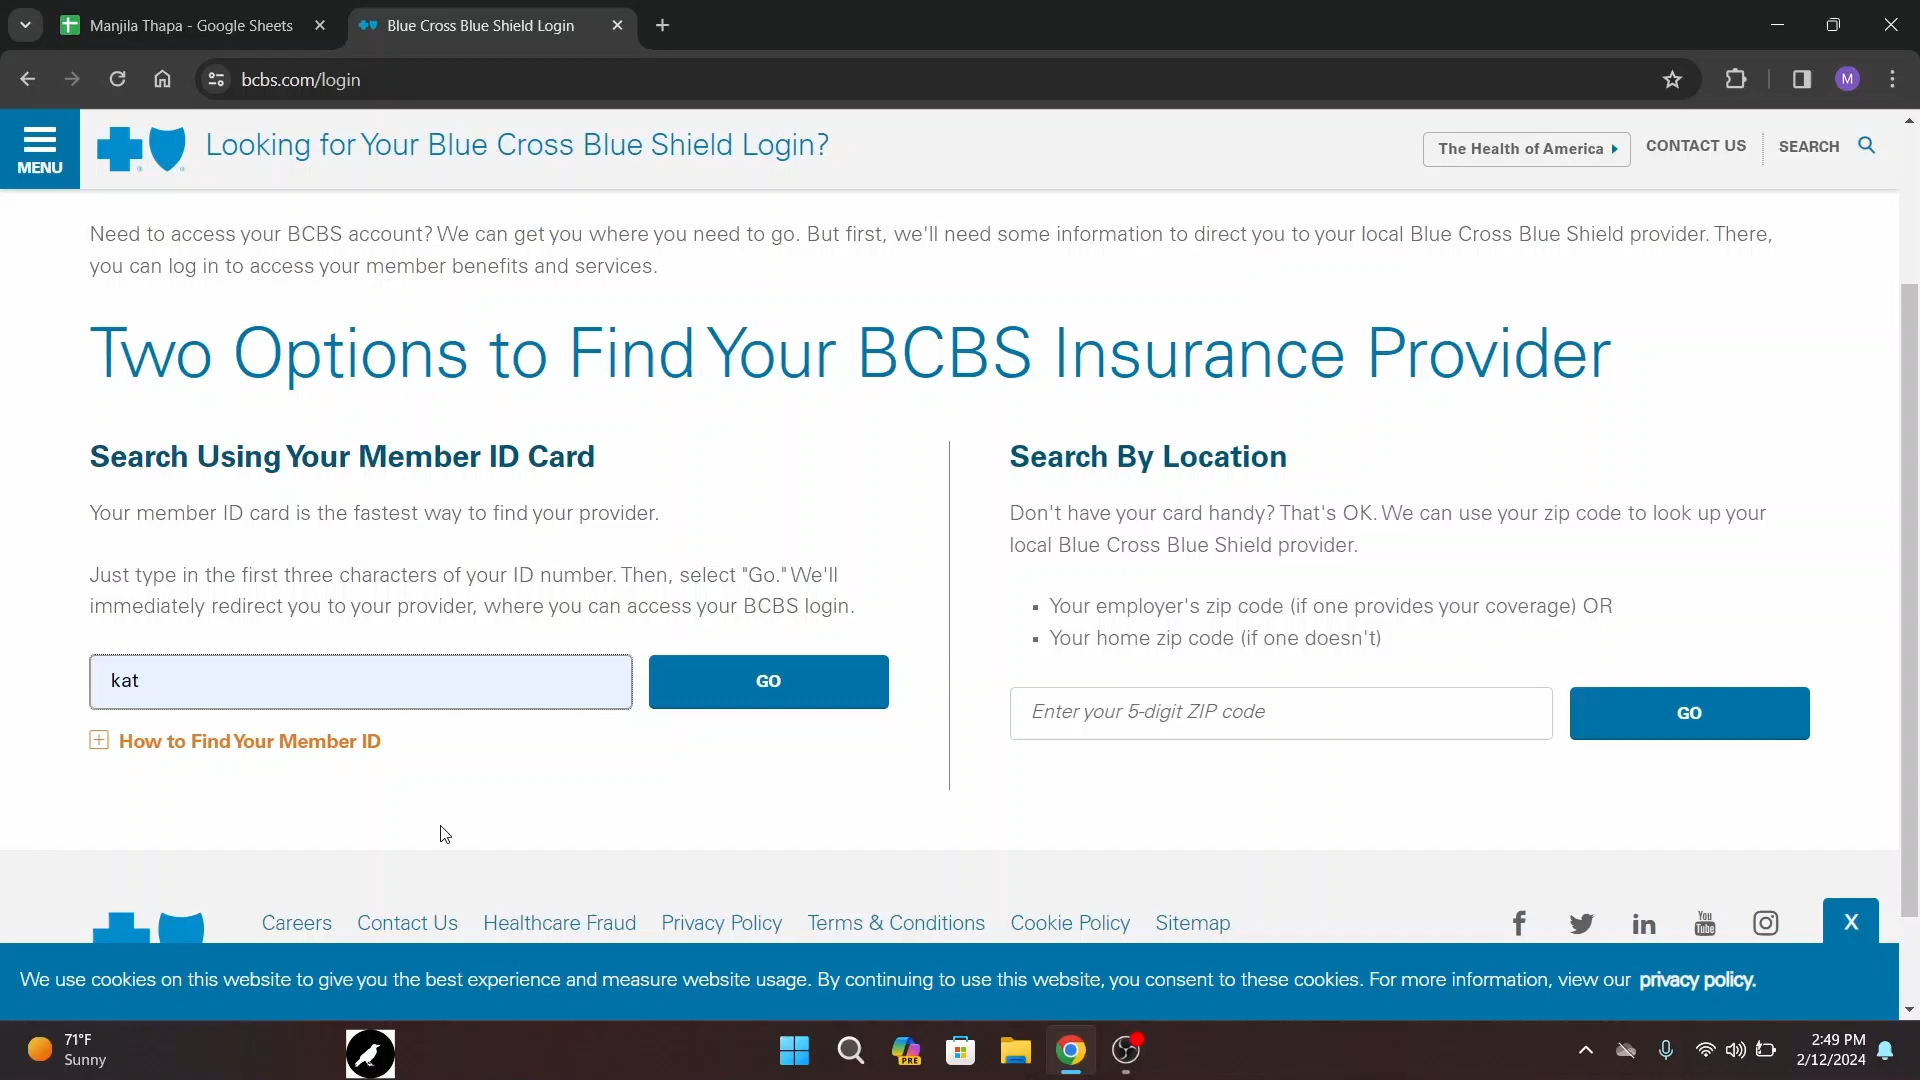 Manjila Thapa - Google Sheets
Blue Cross Blue Shield Login
bcbs.com/login
M
MENU
Looking for Your Blue Cross Blue Shield Login?
The Health of America
CONTACT US
SEARCH
Need to access your BCBS account? We can get you where you need to go. But first, we'll need some information to direct you to your local Blue Cross Blue Shield provider. There,
you can log in to access your member benefits and services.
Two Options to Find Your BCBS Insurance Provider
Search Using Your Member ID Card
Your member ID card is the fastest way to find your provider.
Just type in the first three characters of your ID number. Then, select "Go." We'll
immediately redirect you to your provider, where you can access your BCBS login.
kat
GO
How to Find Your Member ID
Search By Location
Don't have your card handy? That's OK. We can use your zip code to look up your
local Blue Cross Blue Shield provider.
Your employer's zip code (if one provides your coverage) OR
Your home zip code (if one doesn't)
Enter your 5-digit ZIP code
GO
Careers
Contact Us
Healthcare Fraud
Privacy Policy
Terms & Conditions
Cookie Policy
Sitemap
You
Tube
X
We use cookies on this website to give you the best experience and measure website usage. By continuing to use this website, you consent to these cookies. For more information, view our privacy policy.
71°F
Sunny
PRE
2:49 PM
2/12/2024